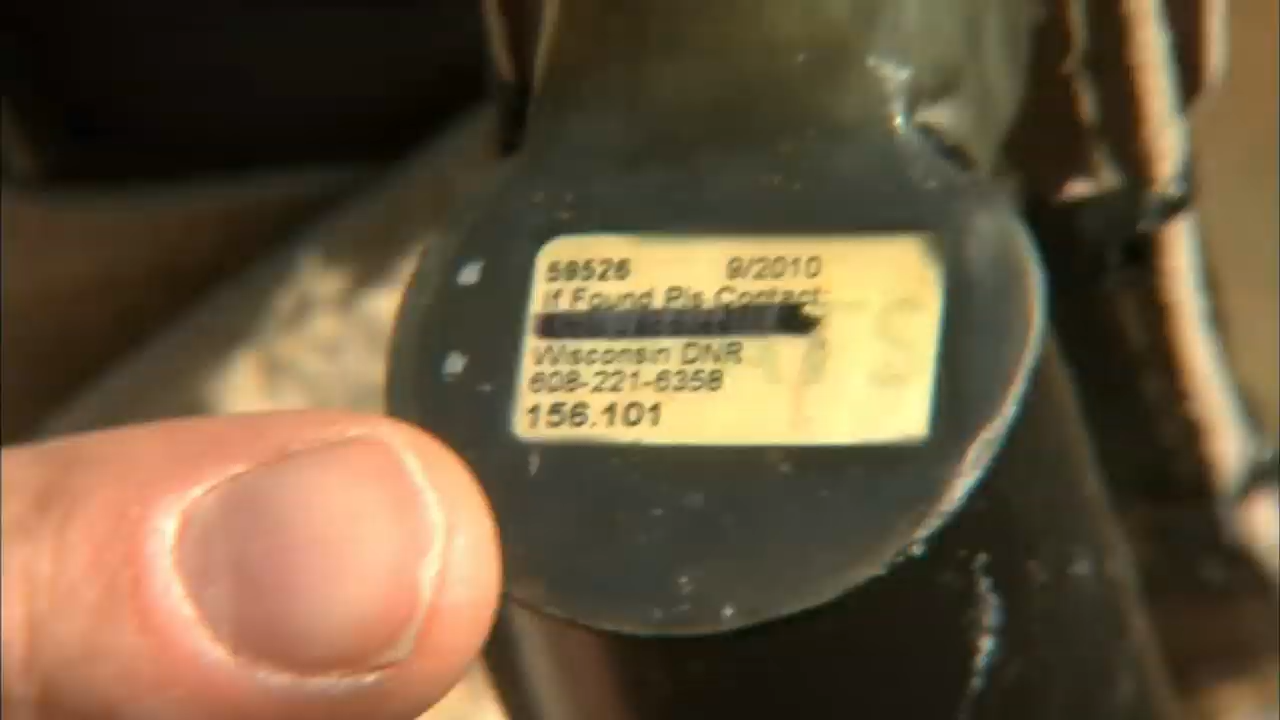 59526 9/2010
If Found Pls Contact:
Wisconsin DNR
608-221-6358
156.101